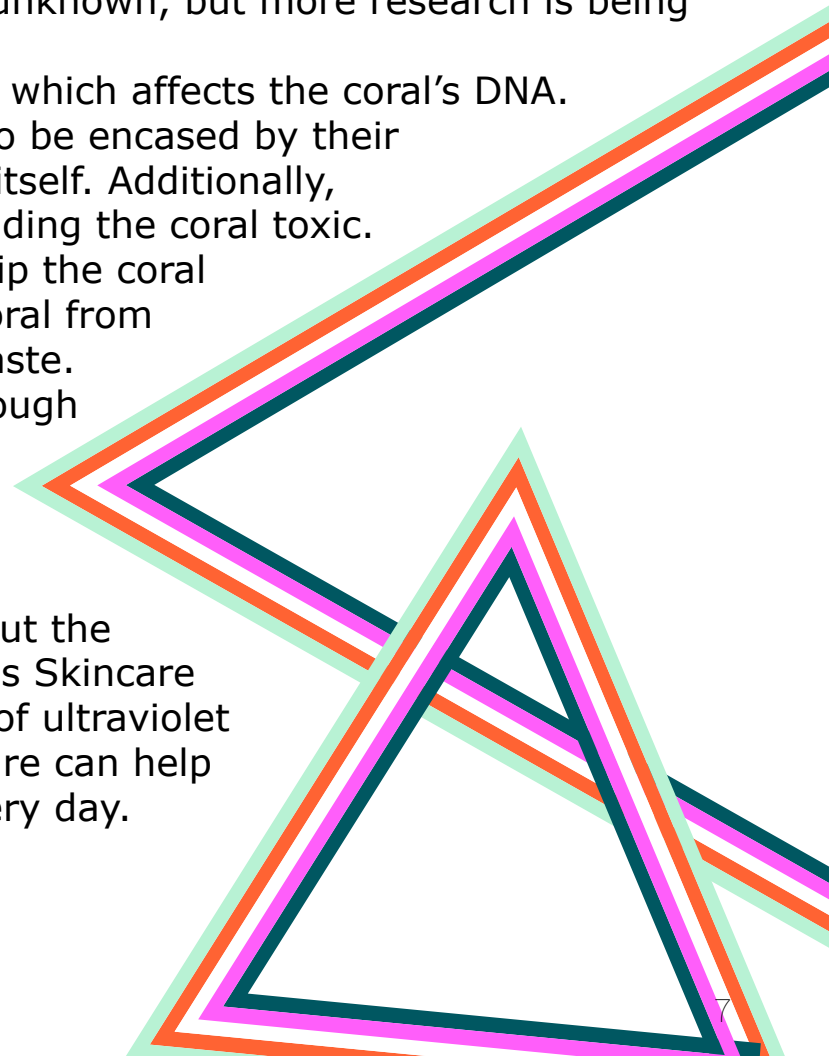 unknown, but more research is being
which affects the coral’s DNA.
o be encased by their
itself. Additionally,
ding the coral toxic.
ip the coral
oral from
aste.
ough
ut the
s Skincare
of ultraviolet
re can help
ery day.
7